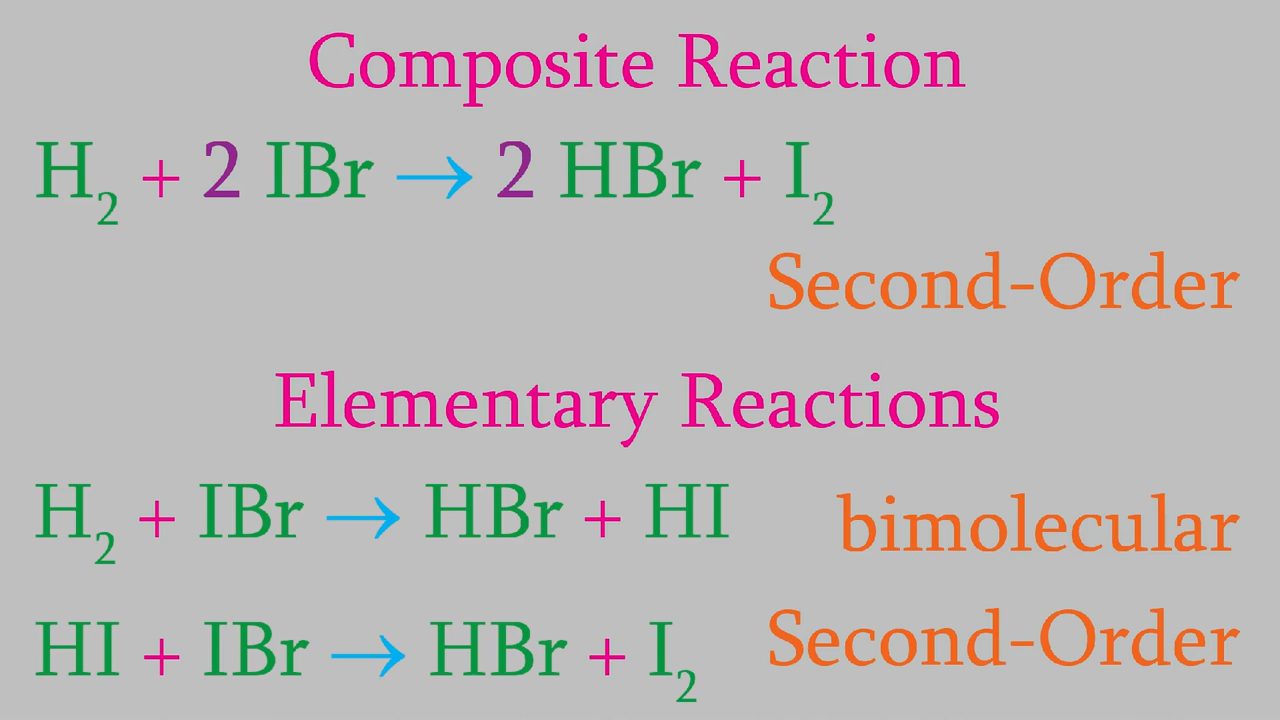 Composite Reaction
H₂ + 2 IBr → 2 HBr + I₂
Second-Order
Elementary Reactions
H₂ + IBr → HBr + HI
bimolecular
HI + IBr → HBr + I₂
Second-Order